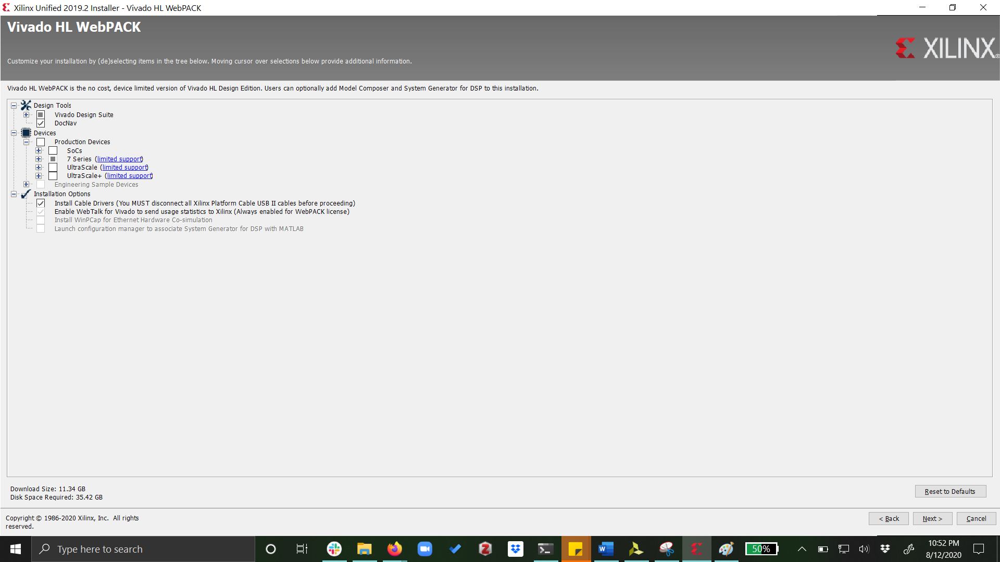 Xilinx Unified 2019.2 Installer - Vivado HL WebPACK
Vivado HL WebPACK
XILINX®
Customize your installation by (de)selecting items in the tree below. Moving cursor over selections below provide additional information.
Vivado HL WebPACK is the no cost, device limited version of Vivado HL Design Edition. Users can optionally add Model Composer and System Generator for DSP to this installation.
Design Tools
Vivado Design Suite
DocNav
Devices
Production Devices
SoCs
7 Series (limited support)
UltraScale (limited support)
UltraScale+ (limited support)
Engineering Sample Devices
Installation Options
Install Cable Drivers (You MUST disconnect all Xilinx Platform Cable USB II cables before proceeding)
Enable WebTalk for Vivado to send usage statistics to Xilinx (Always enabled for WebPACK license)
Install WinPCap for Ethernet Hardware Co-simulation
Launch configuration manager to associate System Generator for DSP with MATLAB
Download Size: 11.34 GB
Disk Space Required: 35.42 GB
Reset to Defaults
Copyright © 1986-2020 Xilinx, Inc. All rights
reserved.
< Back
Next >
Cancel
Type here to search
50%
10:52 PM
8/12/2020